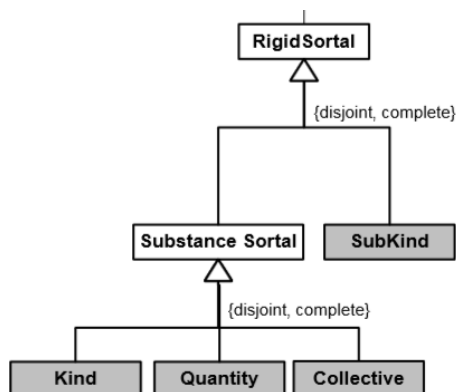 RigidSortal
{disjoint, complete}
Substance Sortal
SubKind
{disjoint, complete}
Kind
Quantity
Collective